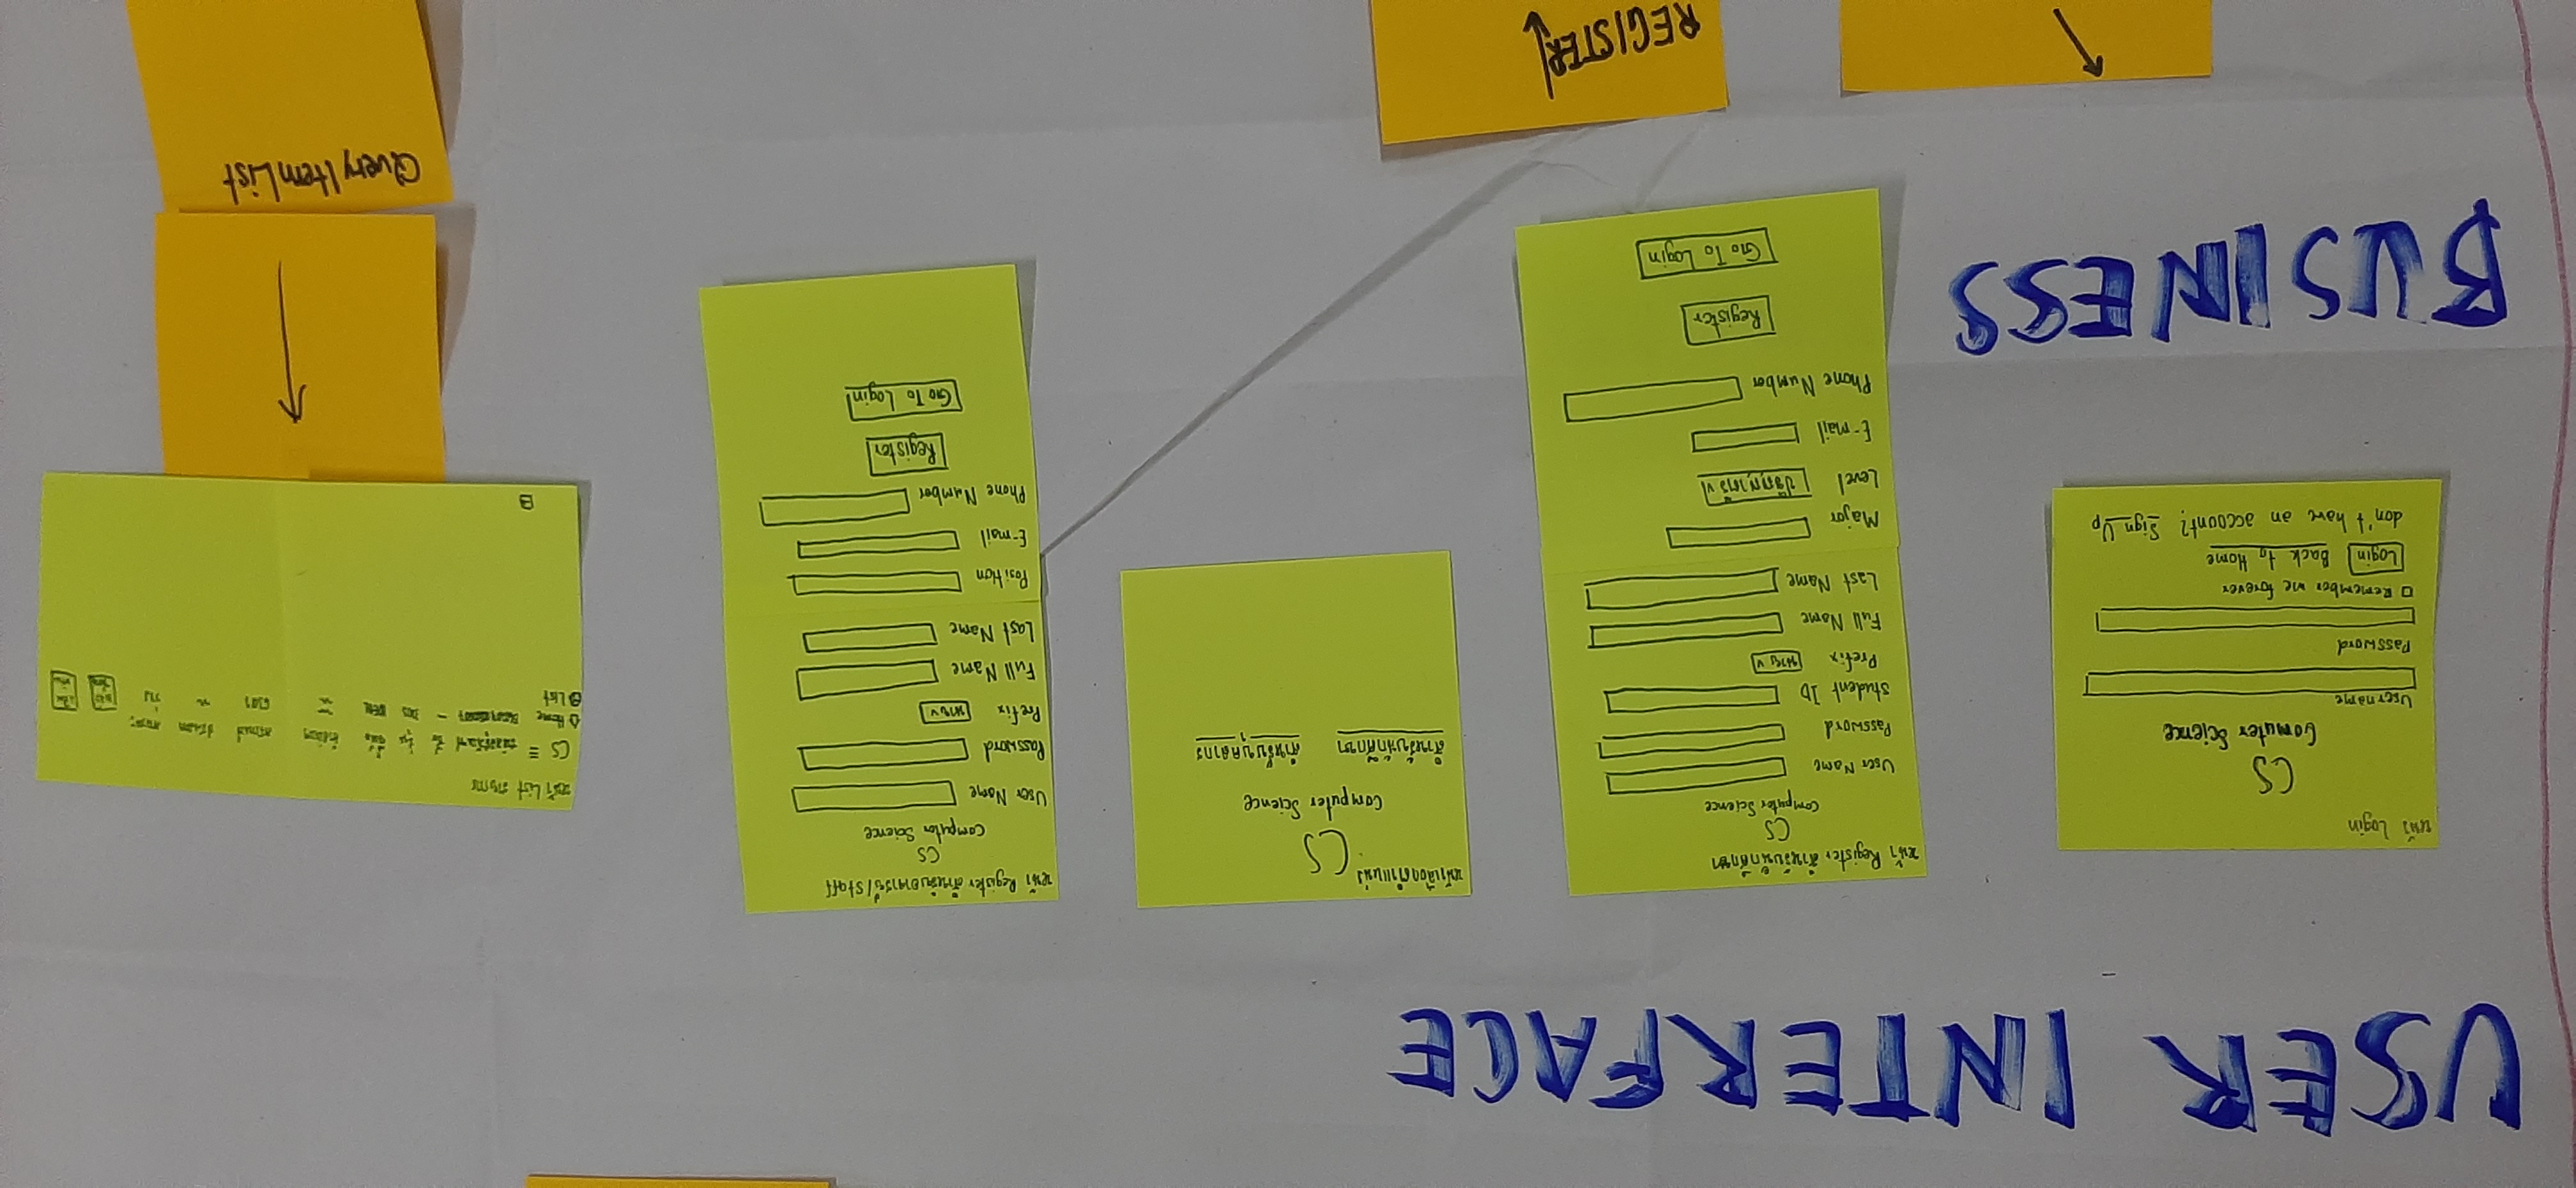 USER INTERFACE
หน้า Login
CS
Comuter Science
Username
Password
Remember me forever
Login Back to Home
don't have an account? Sign Up
หน้า Register สำหรับนักศึกษา
CS
Computer Science
User Name
Password
Student ID
Prefix นาย v
Full Name
Last Name
Major
Level ปริญญาตรี v
E-mail
Phone Number
Register
Go To Login
หน้าเลือกตำแหน่ง
CS
Computer Science
สำหรับนักศึกษา สำหรับบุคลากร
หน้า Register สำหรับอาจารย์/Staff
CS
Computer Science
User Name
Password
Prefix นาย v
Full Name
Last Name
Position
E-mail
Phone Number
Register
Go To Login
หน้า List รายการ
CS
Home
List
BUSINESS
REGISTER
QueryItemList